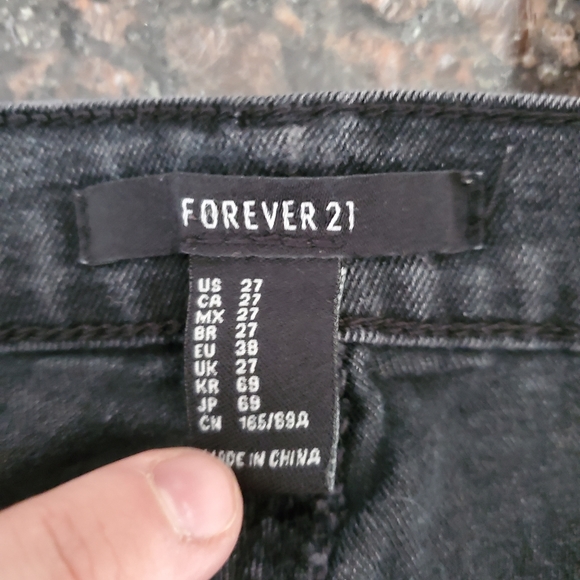 FOREVER 21
US 27
CA 27
MX 27
BR 27
EU 38
UK 27
KR 69
JP 69
CN 165/69A
MADE IN CHINA